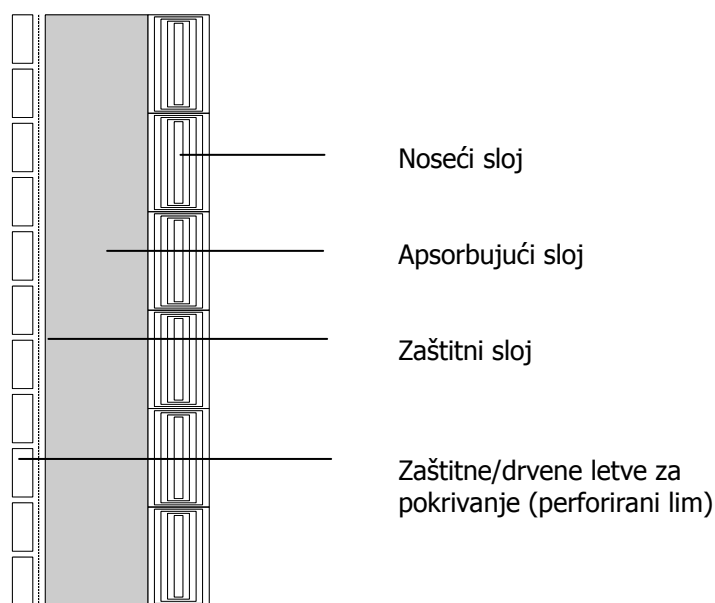 Noseći sloj
Apsorbujući sloj
Zaštitni sloj
Zaštitne/drvene letve za
pokrivanje (perforirani lim)